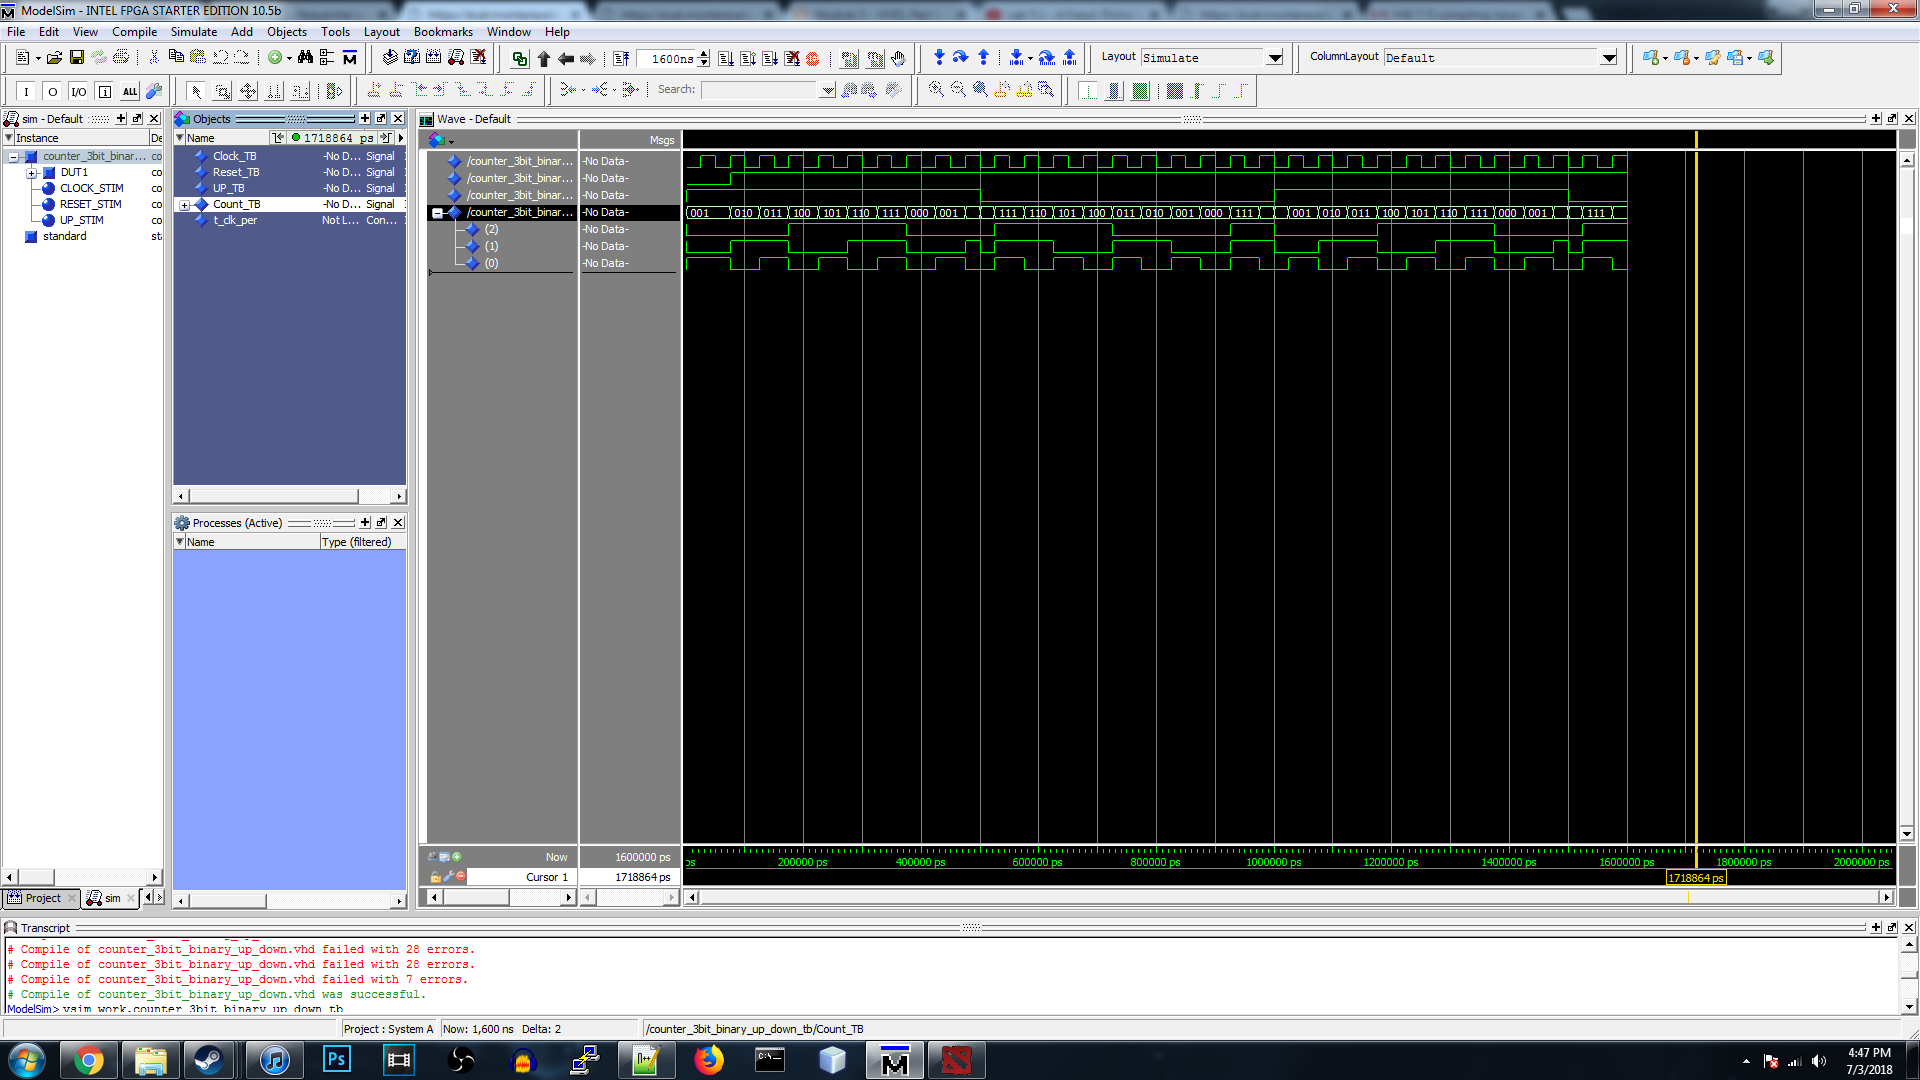 ModelSim - INTEL FPGA STARTER EDITION 10.5b
File Edit View Compile Simulate Add Objects Tools Layout Bookmarks Window Help
1600ns
Layout Simulate
ColumnLayout Default
I O I/O ALL
Search:
sim - Default
Instance De
counter_3bit_binar... co
DUT1 co
CLOCK_STIM co
RESET_STIM co
UP_STIM co
standard sta
Objects
Name 1718864 ps
Clock_TB -No D... Signal
Reset_TB -No D... Signal
UP_TB -No D... Signal
Count_TB -No D... Signal
t_clk_per Not L... Con...
Processes (Active)
Name Type (filtered)
Wave - Default
Msgs
/counter_3bit_binar... -No Data-
/counter_3bit_binar... -No Data-
/counter_3bit_binar... -No Data-
/counter_3bit_binar... -No Data- 001 010 011 100 101 110 111 000 001 111 110 101 100 011 010 001 000 111 001 010 011 100 101 110 111 000 001 111
(2) -No Data-
(1) -No Data-
(0) -No Data-
Now 1600000 ps
ps 200000 ps 400000 ps 600000 ps 800000 ps 1000000 ps 1200000 ps 1400000 ps 1600000 ps 1800000 ps 2000000 ps
Cursor 1 1718864 ps 1718864 ps
Project sim
Transcript
# Compile of counter_3bit_binary_up_down.vhd failed with 28 errors.
# Compile of counter_3bit_binary_up_down.vhd failed with 28 errors.
# Compile of counter_3bit_binary_up_down.vhd failed with 7 errors.
# Compile of counter_3bit_binary_up_down.vhd was successful.
ModelSim> vsim work.counter_3bit_binary_up_down_tb
Project : System A Now: 1,600 ns Delta: 2 /counter_3bit_binary_up_down_tb/Count_TB
Ps
4:47 PM
7/3/2018